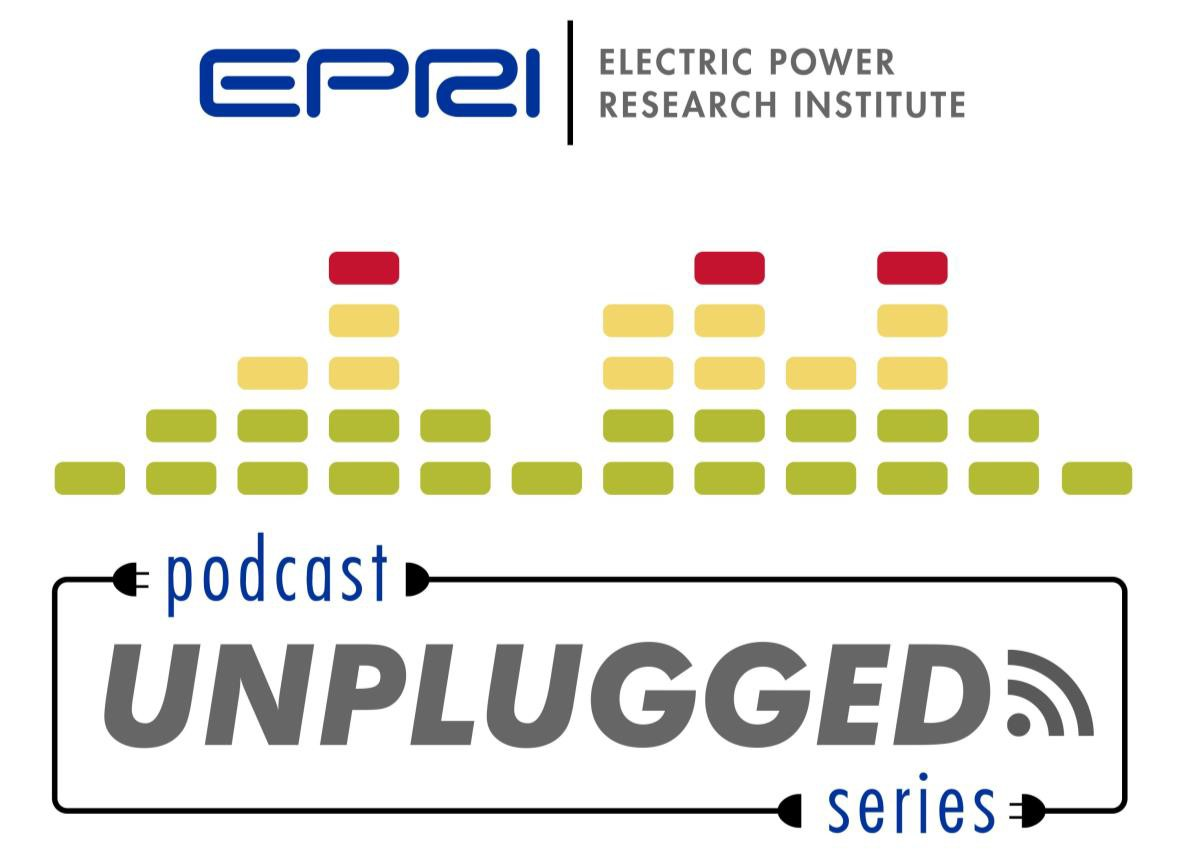 EPRI
ELECTRIC POWER
RESEARCH INSTITUTE
podcast
UNPLUGGED
series